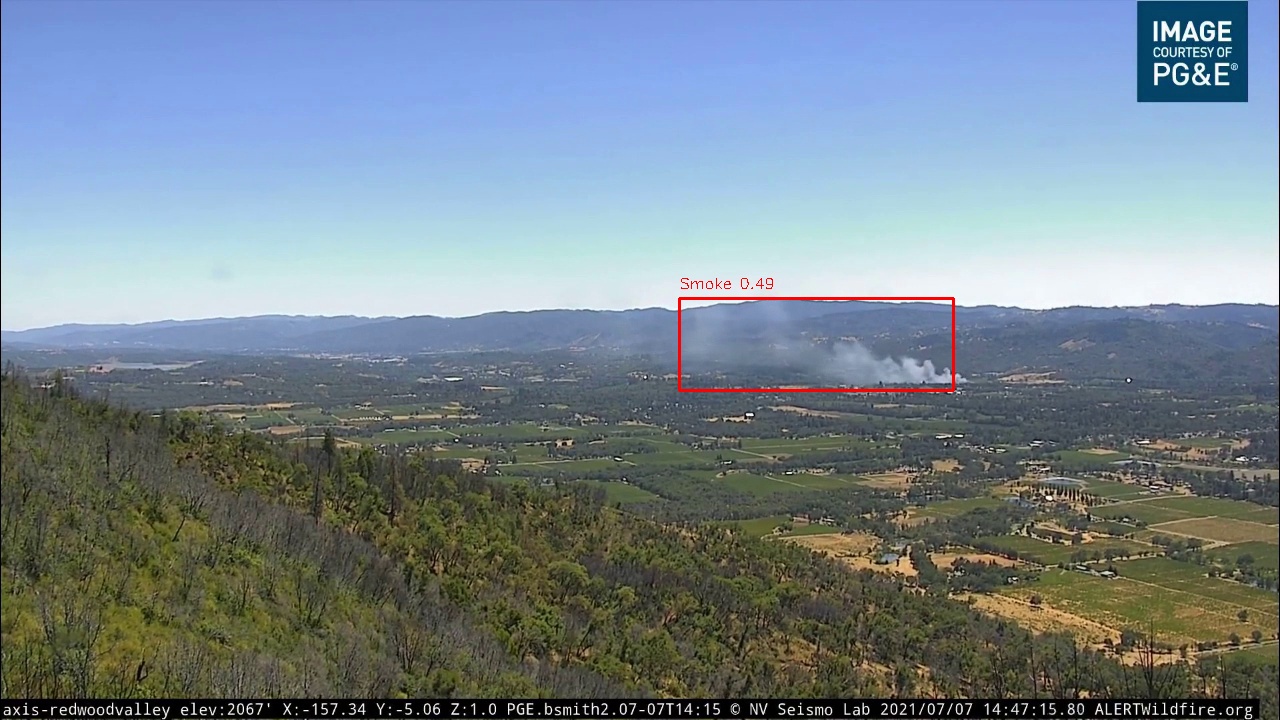 IMAGE
COURTESY OF
PG&E®
Smoke 0.49
axis-redwoodvalley elev:2067' X:-157.34 Y:-5.06 Z:1.0 PGE.bsmith2.07-07T14:15 © NV Seismo Lab 2021/07/07 14:47:15.80 ALERTWildfire.org